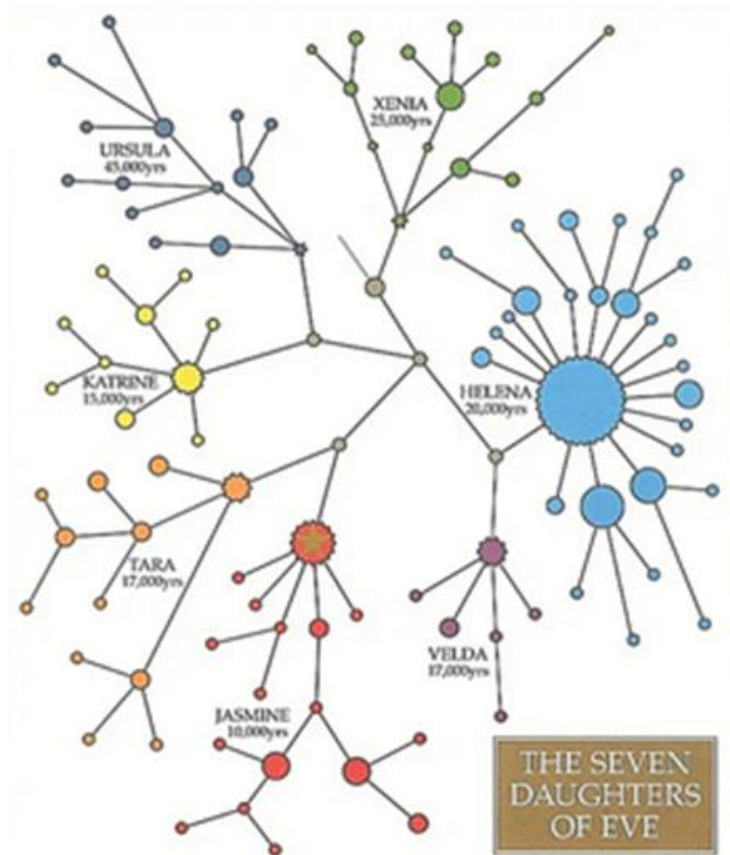 XENIA
25,000yrs
URSULA
45,000yrs
KATRINE
15,000yrs
HELENA
20,000yrs
TARA
17,000yrs
VELDA
17,000yrs
JASMINE
10,000yrs
THE SEVEN
DAUGHTERS
OF EVE